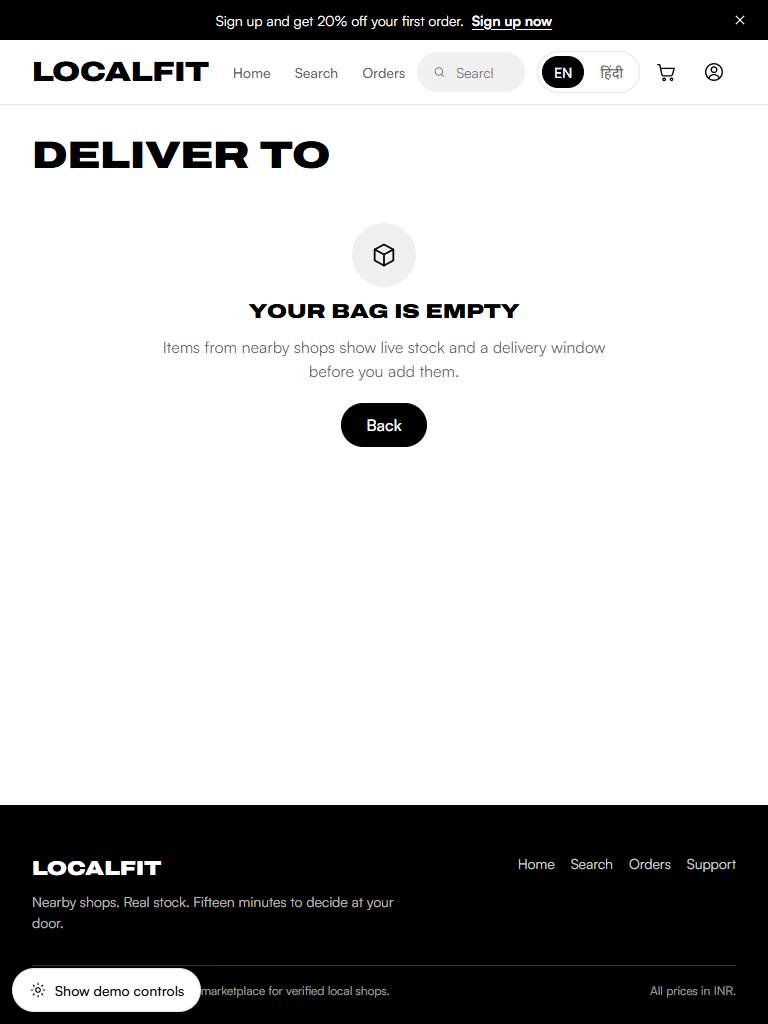 Sign up and get 20% off your first order. Sign up now
LOCALFIT
Home
Search
Orders
EN
हिंदी
DELIVER TO
YOUR BAG IS EMPTY
Items from nearby shops show live stock and a delivery window
before you add them.
Back
LOCALFIT
Home
Search
Orders
Support
Nearby shops. Real stock. Fifteen minutes to decide at your
door.
Show demo controls
marketplace for verified local shops.
All prices in INR.